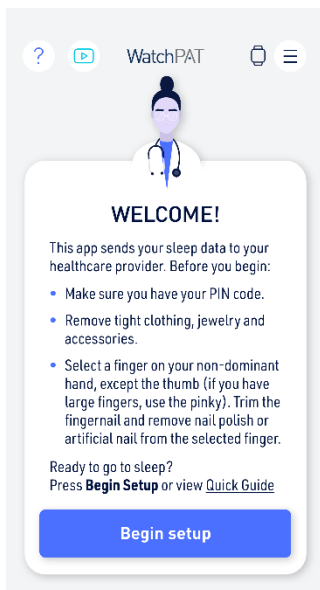 ?
WatchPAT
WELCOME!
This app sends your sleep data to your
healthcare provider. Before you begin:
• Make sure you have your PIN code.
• Remove tight clothing, jewelry and
accessories.
• Select a finger on your non-dominant
hand, except the thumb (if you have
large fingers, use the pinky). Trim the
fingernail and remove nail polish or
artificial nail from the selected finger.
Ready to go to sleep?
Press Begin Setup or view Quick Guide
Begin setup